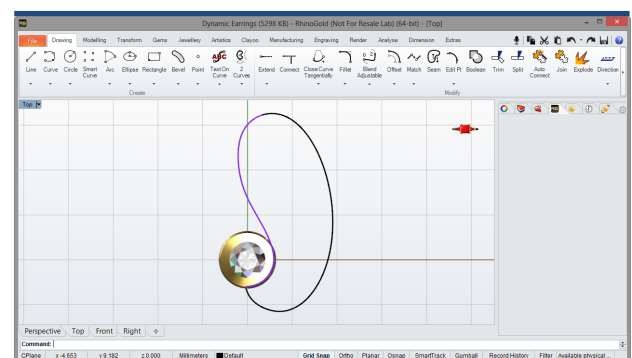 Dynamic Earrings (5298 KB) - RhinoGold (Not For Resale Lab) (64-bit) - [Top]
File Drawing Modelling Transform Gems Jewellery Artistics Clayoo Manufacturing Engraving Render Analyse Dimension Extras
Line Curve Circle Smart Curve Arc Ellipse Rectangle Bevel Point Text On Curve 2 Curves Extend Connect Close Curve Tangentially Fillet Blend Adjustable Offset Match Seam Edit Pt Boolean Trim Split Auto Connect Join Explode Direction
Create Modify
Top
Perspective Top Front Right
Command:
CPlane x -4.653 y 9.182 z 0.000 Millimeters Default Grid Snap Ortho Planar Osnap SmartTrack Gumball Record History Filter Available physical ...